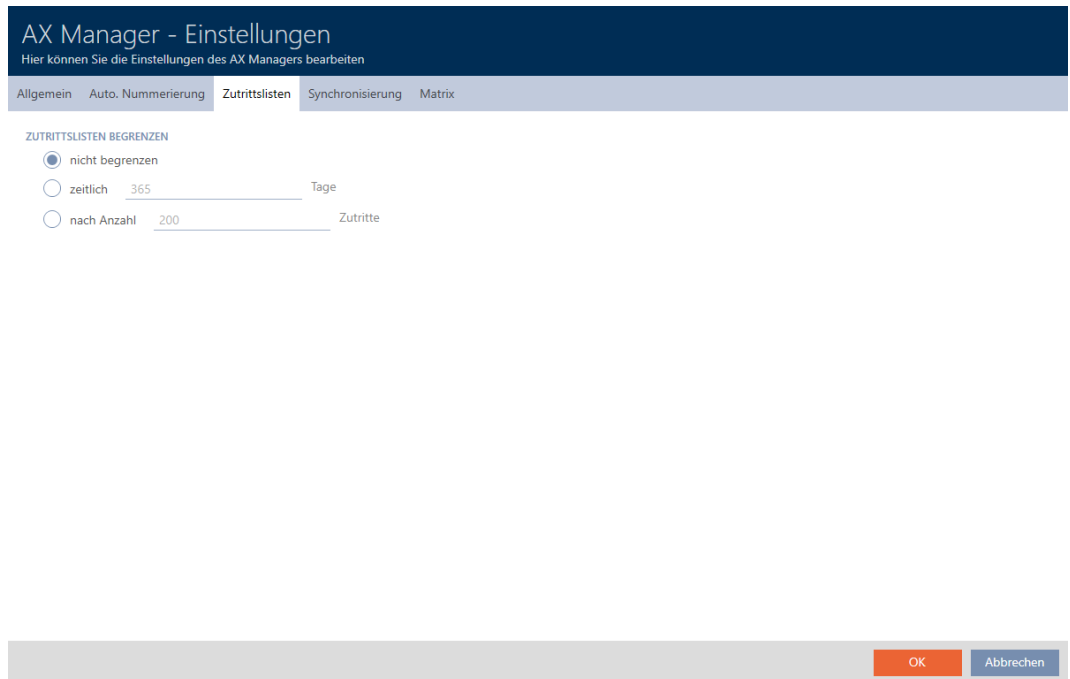 AX Manager - Einstellungen
Hier können Sie die Einstellungen des AX Managers bearbeiten
Allgemein Auto. Nummerierung Zutrittslisten Synchronisierung Matrix
ZUTRITTSLISTEN BEGRENZEN
nicht begrenzen
zeitlich 365 Tage
nach Anzahl 200 Zutritte
OK Abbrechen